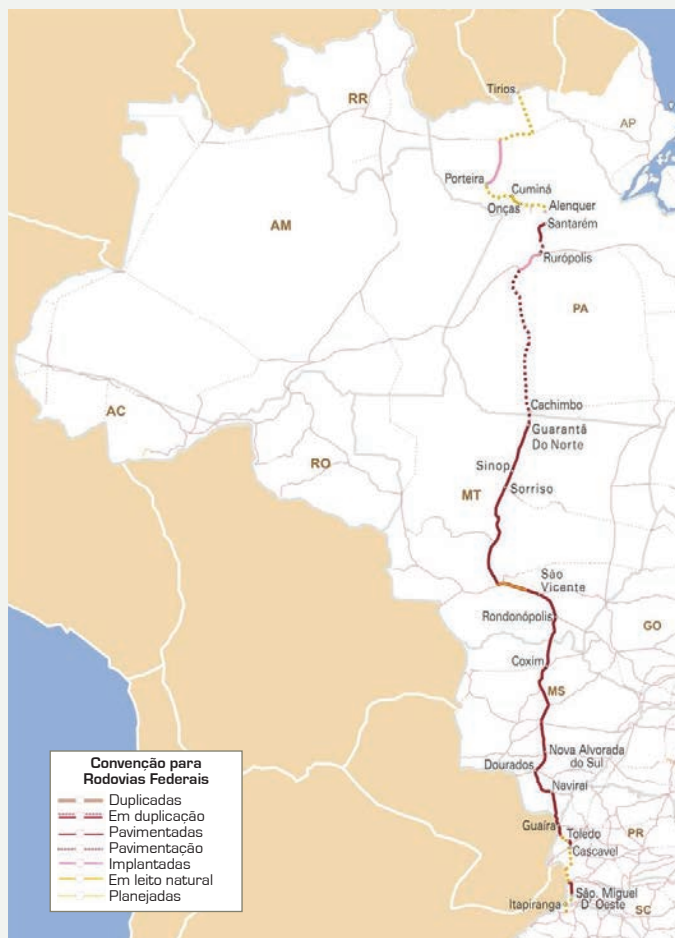 Tirios
RR
AP
Porteira
Cuminá
Onças
Alenquer
Santarém
AM
Rurópolis
PA
Cachimbo
AC
Guarantã
Do Norte
RO
Sinop
MT
Sorriso
São
Vicente
Rondonópolis
GO
Coxim
MS
Nova Alvorada
do Sul
Dourados
Naviraí
Guaíra
Toledo
PR
Cascavel
São. Miguel
D' Oeste
Itapiranga
SC
Convenção para
Rodovias Federais
Duplicadas
Em duplicação
Pavimentadas
Pavimentação
Implantadas
Em leito natural
Planejadas